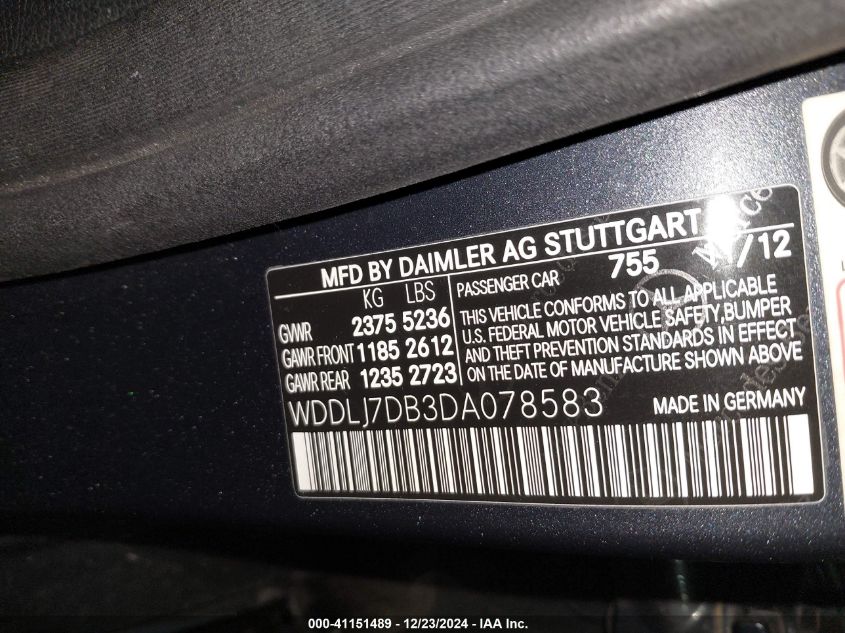 MFD BY DAIMLER AG STUTTGART
KG LBS
GVWR 2375 5236
GAWR FRONT 1185 2612
GAWR REAR 1235 2723
PASSENGER CAR 755 /12
THIS VEHICLE CONFORMS TO ALL APPLICABLE
U.S. FEDERAL MOTOR VEHICLE SAFETY,BUMPER
AND THEFT PREVENTION STANDARDS IN EFFECT
ON THE DATE OF MANUFACTURE SHOWN ABOVE
WDDLJ7DB3DA078583 MADE IN GERMANY
000-41151489 - 12/23/2024 - IAA Inc.